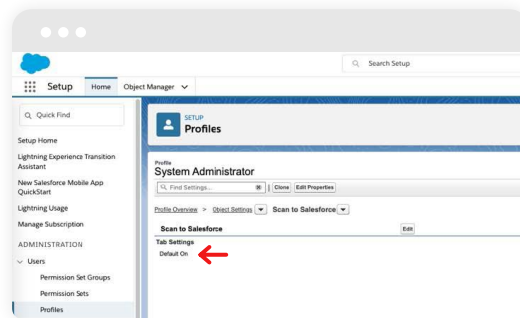 Search Setup
Setup Home Object Manager
Quick Find
SETUP
Profiles
Setup Home
Lightning Experience Transition
Assistant
New Salesforce Mobile App
QuickStart
Lightning Usage
Manage Subscription
ADMINISTRATION
Users
Permission Set Groups
Permission Sets
Profiles
Profile
System Administrator
Find Settings... Clone Edit Properties
Profile Overview > Object Settings Scan to Salesforce
Scan to Salesforce Edit
Tab Settings
Default On